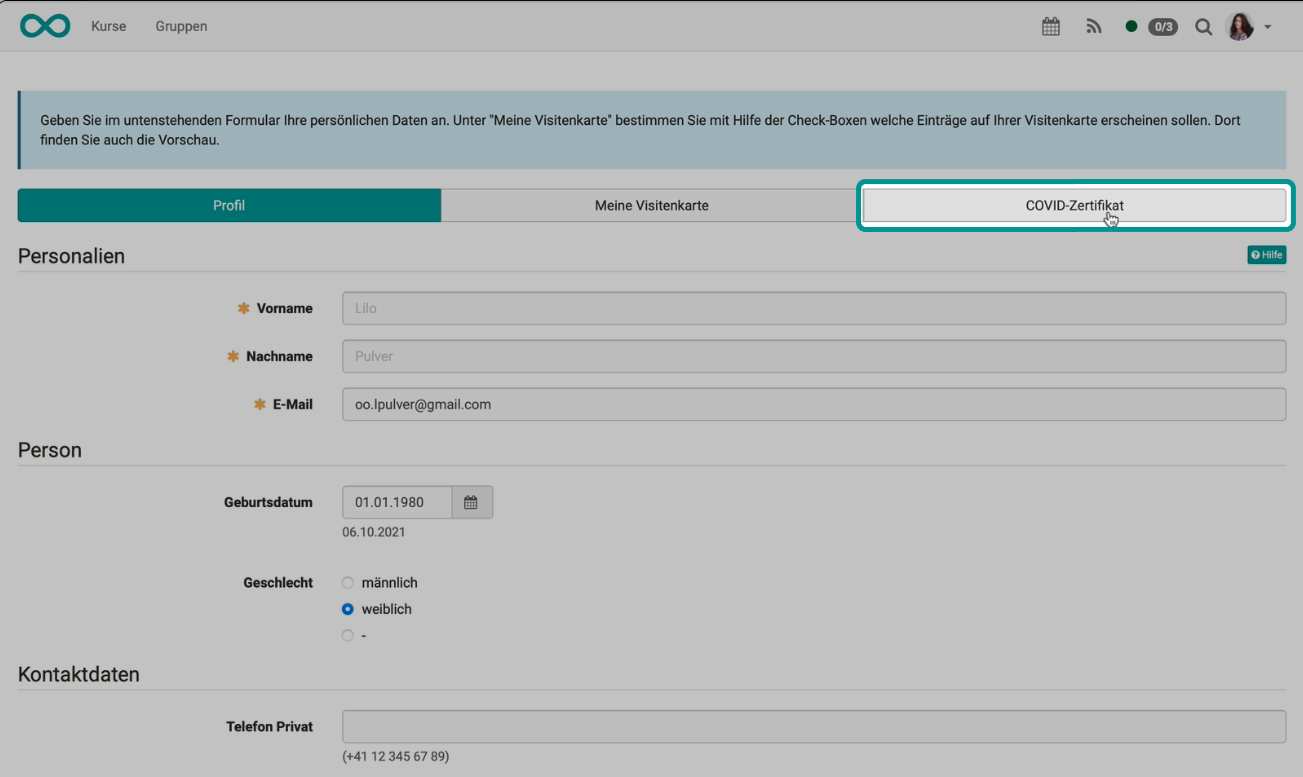 Kurse Gruppen 0/3
Geben Sie im untenstehenden Formular Ihre persönlichen Daten an. Unter "Meine Visitenkarte" bestimmen Sie mit Hilfe der Check-Boxen welche Einträge auf Ihrer Visitenkarte erscheinen sollen. Dort
finden Sie auch die Vorschau.
Profil Meine Visitenkarte COVID-Zertifikat
Personalien Hilfe
Vorname Lilo
Nachname Pulver
E-Mail oo.lpulver@gmail.com
Person
Geburtsdatum 01.01.1980
06.10.2021
Geschlecht männlich
weiblich
-
Kontaktdaten
Telefon Privat
(+41 12 345 67 89)